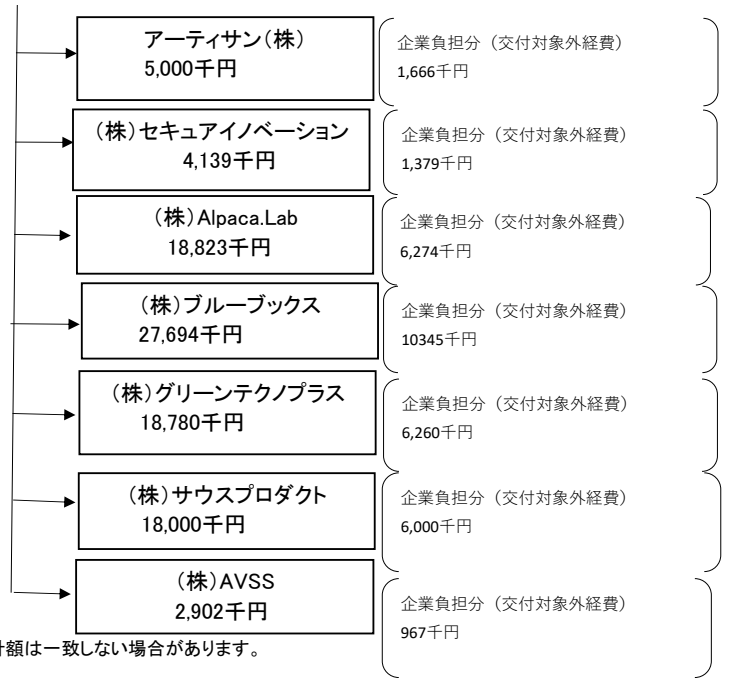 アーティサン(株)
5,000千円
企業負担分（交付対象外経費）
1,666千円
(株)セキュアイノベーション
4,139千円
企業負担分（交付対象外経費）
1,379千円
(株)Alpaca.Lab
18,823千円
企業負担分（交付対象外経費）
6,274千円
(株)ブルーブックス
27,694千円
企業負担分（交付対象外経費）
10345千円
(株)グリーンテクノプラス
18,780千円
企業負担分（交付対象外経費）
6,260千円
(株)サウスプロダクト
18,000千円
企業負担分（交付対象外経費）
6,000千円
(株)AVSS
2,902千円
企業負担分（交付対象外経費）
967千円
計額は一致しない場合があります。